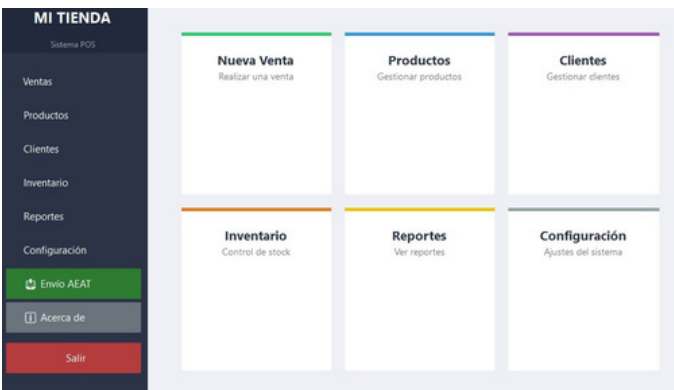 MI TIENDA
Sistema POS
Ventas
Productos
Clientes
Inventario
Reportes
Configuración
Envío AEAT
Acerca de
Salir
Nueva Venta
Realizar una venta
Productos
Gestionar productos
Clientes
Gestionar clientes
Inventario
Control de stock
Reportes
Ver reportes
Configuración
Ajustes del sistema